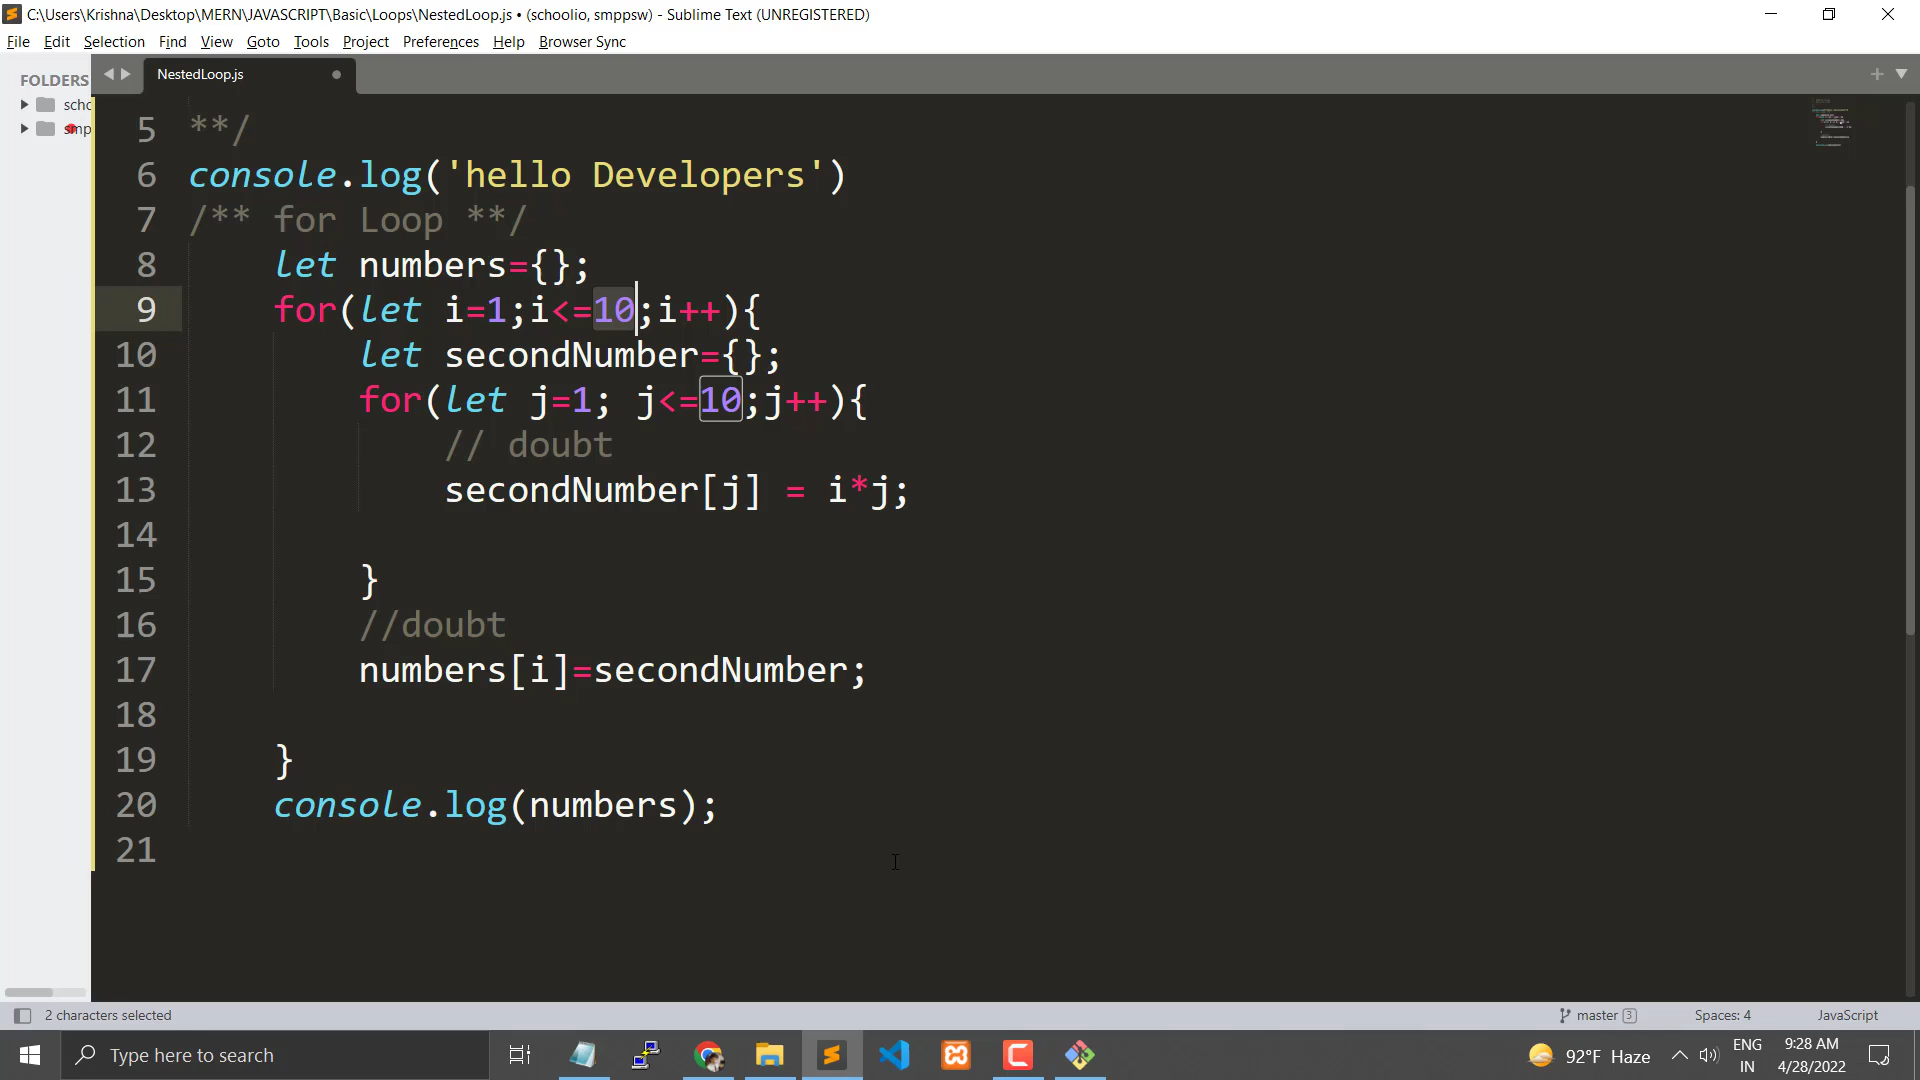 C:\Users\Krishna\Desktop\MERN\JAVASCRIPT\Basic\Loops\NestedLoop.js • (schoolio, smppsw) - Sublime Text (UNREGISTERED)
File Edit Selection Find View Goto Tools Project Preferences Help Browser Sync
FOLDERS
NestedLoop.js
scho
smp
5 **/
6 console.log('hello Developers')
7 /** for Loop **/
8 let numbers={};
9 for(let i=1;i<=10;i++){
10 let secondNumber={};
11 for(let j=1; j<=10;j++){
12 // doubt
13 secondNumber[j] = i*j;
14
15 }
16 //doubt
17 numbers[i]=secondNumber;
18
19 }
20 console.log(numbers);
21
2 characters selected
master 3
Spaces: 4
JavaScript
Type here to search
92°F Haze
ENG
IN
9:28 AM
4/28/2022